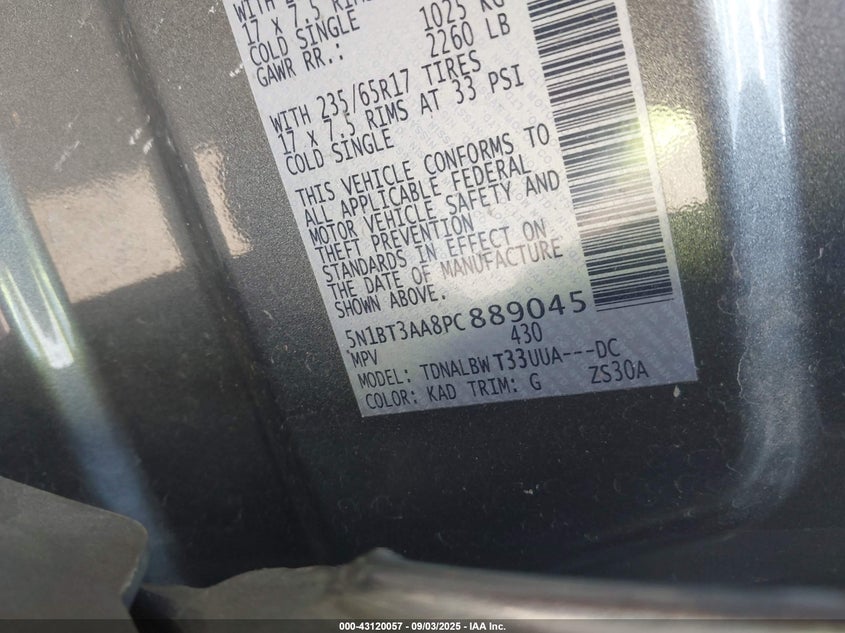 17 X 7.5 RIMS
COLD SINGLE 1025 KG
GAWR RR.: 2260 LB
WITH 235/65R17 TIRES
17 X 7.5 RIMS AT 33 PSI
COLD SINGLE
THIS VEHICLE CONFORMS TO
ALL APPLICABLE FEDERAL
MOTOR VEHICLE SAFETY AND
THEFT PREVENTION
STANDARDS IN EFFECT ON
THE DATE OF MANUFACTURE
SHOWN ABOVE.
5N1BT3AA8PC889045
MPV 430
MODEL: TDNALBWT33UUA---DC
COLOR: KAD TRIM: G ZS30A
000-43120057 - 09/03/2025 - IAA Inc.